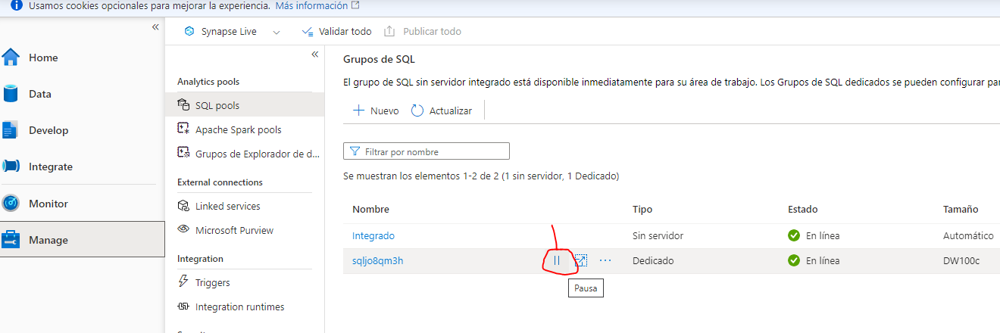 Usamos cookies opcionales para mejorar la experiencia. Más información
Synapse Live
Validar todo
Publicar todo
Home
Data
Develop
Integrate
Monitor
Manage
Analytics pools
SQL pools
Apache Spark pools
Grupos de Explorador de d...
External connections
Linked services
Microsoft Purview
Integration
Triggers
Integration runtimes
Grupos de SQL
El grupo de SQL sin servidor integrado está disponible inmediatamente para su área de trabajo. Los Grupos de SQL dedicados se pueden configurar par
Nuevo
Actualizar
Filtrar por nombre
Se muestran los elementos 1-2 de 2 (1 sin servidor, 1 Dedicado)
Nombre Tipo Estado Tamaño
Integrado Sin servidor En línea Automático
sqljo8qm3h Dedicado En línea DW100c
Pausa